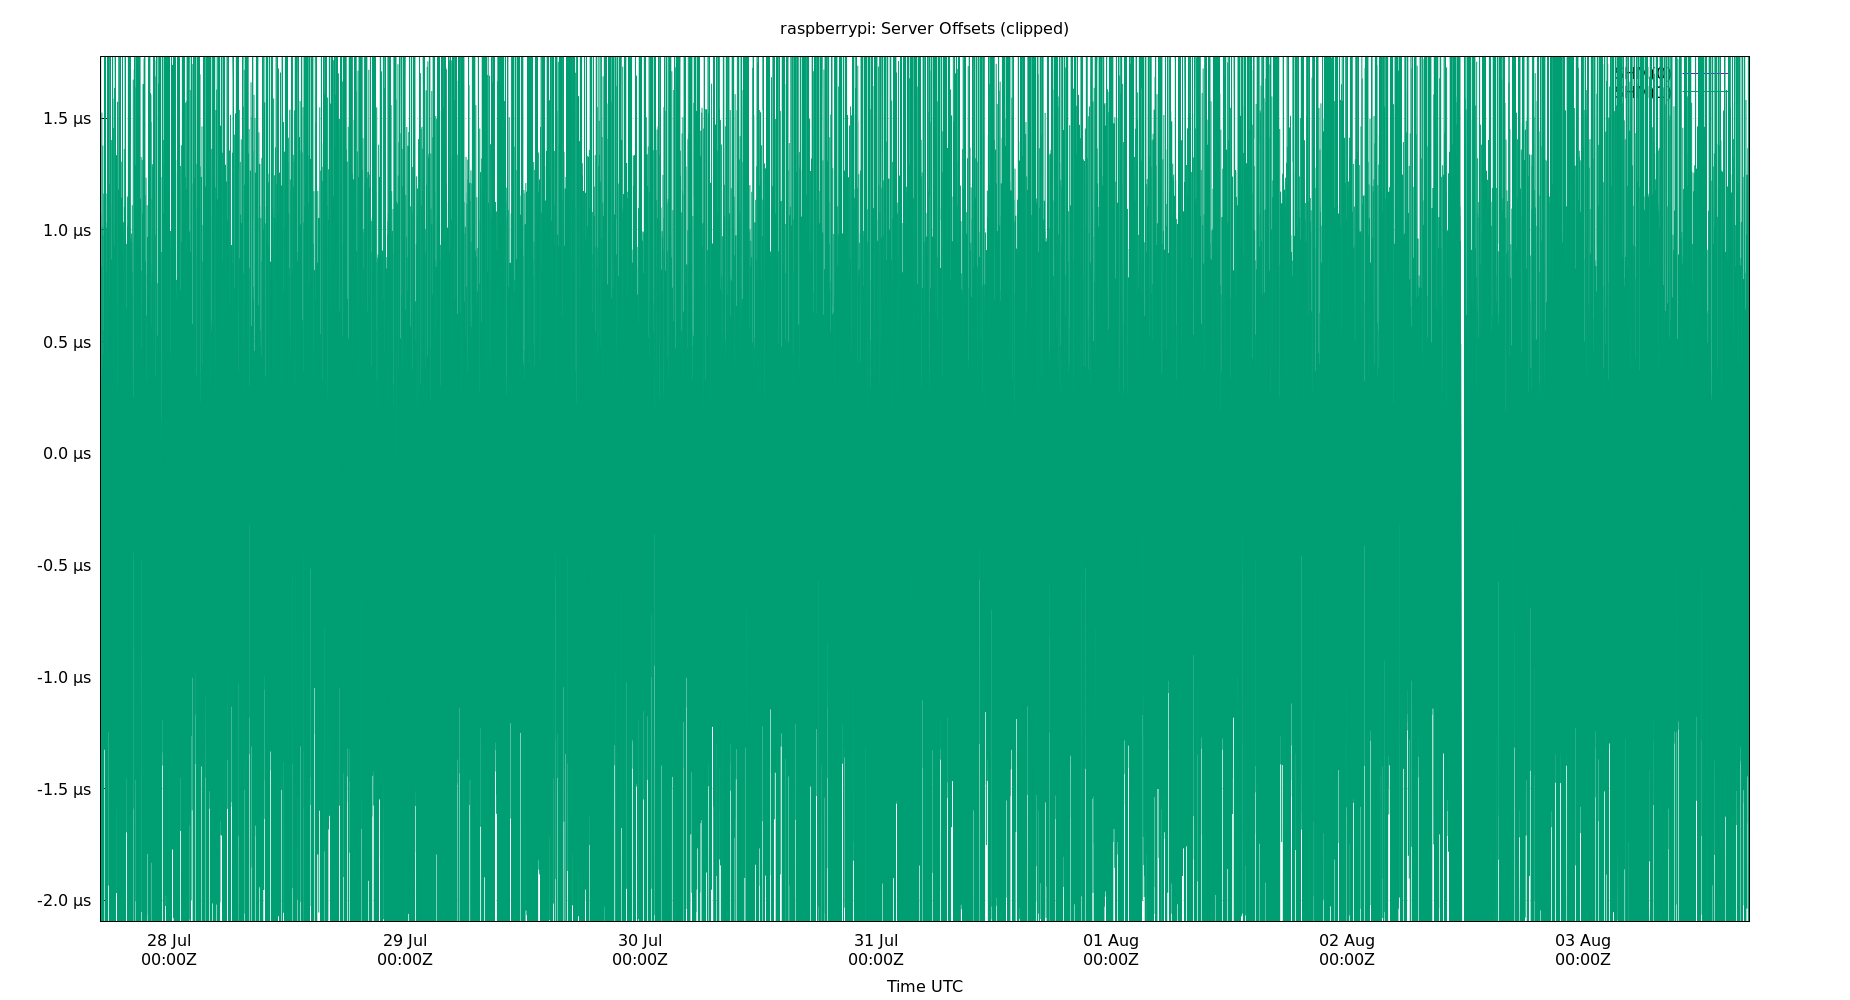 raspberrypi: Server Offsets (clipped)
1.5 µs
1.0 µs
0.5 µs
0.0 µs
-0.5 µs
-1.0 µs
-1.5 µs
-2.0 µs
28 Jul 29 Jul 30 Jul 31 Jul 01 Aug 02 Aug 03 Aug
00:00Z 00:00Z 00:00Z 00:00Z 00:00Z 00:00Z 00:00Z
Time UTC